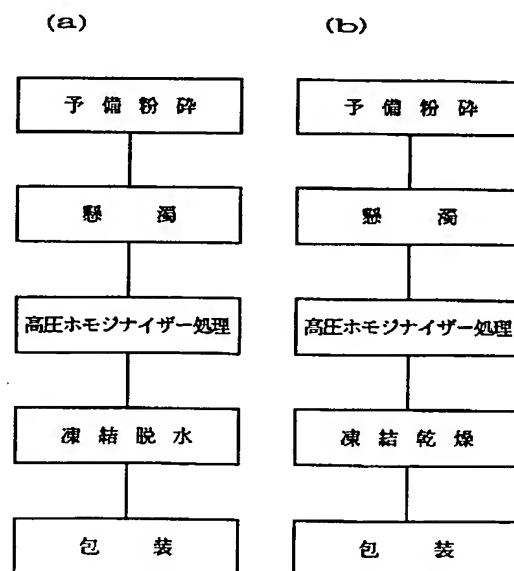 (a)
予備粉砕
懸濁
高圧ホモジナイザー処理
凍結脱水
包装
(b)
予備粉砕
懸濁
高圧ホモジナイザー処理
凍結乾燥
包装